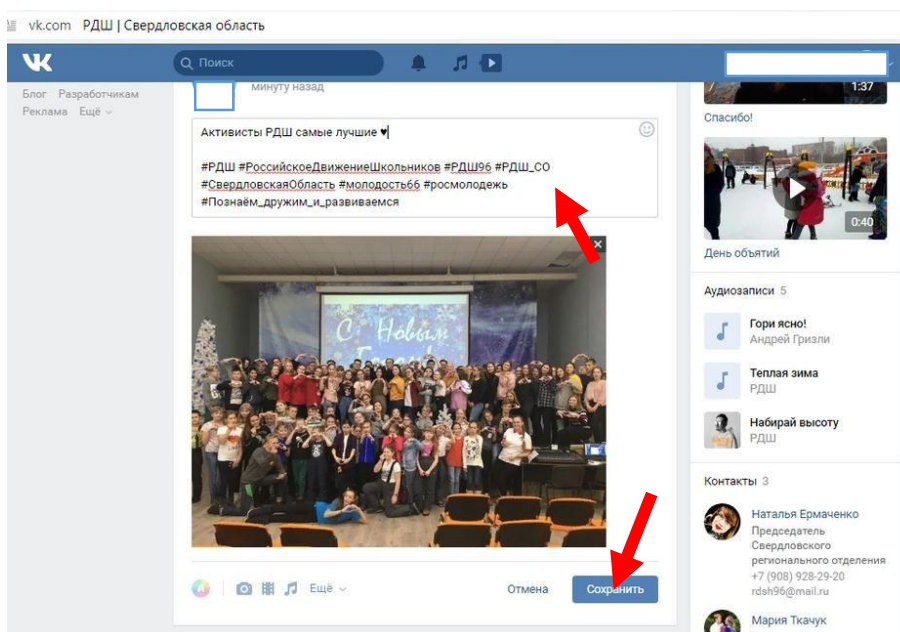 vk.com РДШ | Свердловская область
Поиск
Блог Разработчикам
Реклама Ещё
минуту назад
Активисты РДШ самые лучшие ♥
#РДШ #РоссийскоеДвижениеШкольников #РДШ96 #РДШ_СО
#СвердловскаяОбласть #молодость66 #росмолодежь
#Познаём_дружим_и_развиваемся
С Новым
Годом!
Ещё
Отмена
Сохранить
1:37
Спасибо!
0:40
День объятий
Аудиозаписи 5
Гори ясно!
Андрей Гризли
Теплая зима
РДШ
Набирай высоту
РДШ
Контакты 3
Наталья Ермаченко
Председатель
Свердловского
регионального отделения
+7 (908) 928-29-20
rdsh96@mail.ru
Мария Ткачук